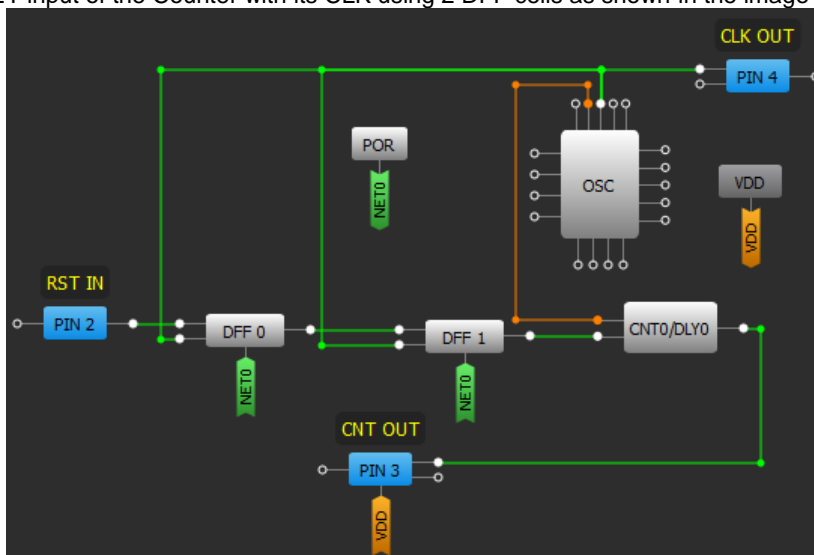 input of the Counter with its CLK using 2 DFF cells as shown in the image
CLK OUT
PIN 4
POR
NET0
OSC
VDD
VDD
RST IN
PIN 2
DFF 0
NET0
DFF 1
NET0
CNT0/DLY0
CNT OUT
PIN 3
VDD